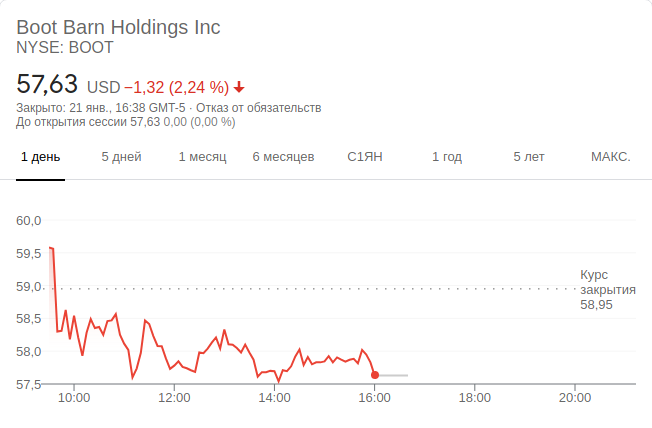 Boot Barn Holdings Inc
NYSE: BOOT
57,63 USD −1,32 (2,24 %)
Закрыто: 21 янв., 16:38 GMT-5 · Отказ от обязательств
До открытия сессии 57,63 0,00 (0,00 %)
1 день 5 дней 1 месяц 6 месяцев С1ЯН 1 год 5 лет МАКС.
60,0
59,5
59,0
58,5
58,0
57,5
Курс
закрытия
58,95
10:00 12:00 14:00 16:00 18:00 20:00